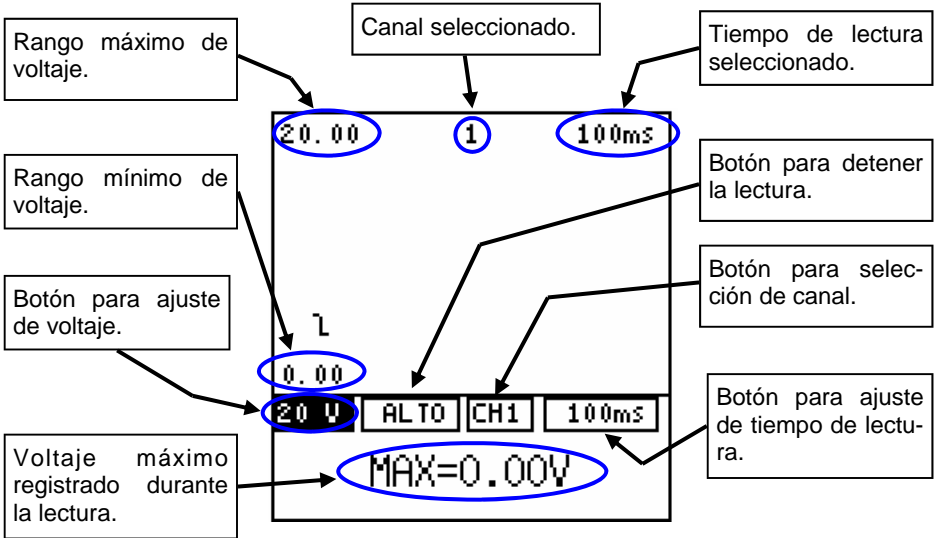 Rango máximo de
voltaje.
Canal seleccionado.
Tiempo de lectura
seleccionado.
20.00
1
100ms
Rango mínimo de
voltaje.
Botón para detener
la lectura.
Botón para selec-
ción de canal.
Botón para ajuste
de voltaje.
0.00
20 V
ALTO
CH1
100ms
Botón para ajuste
de tiempo de lectu-
ra.
Voltaje máximo
registrado durante
la lectura.
MAX=0.00V